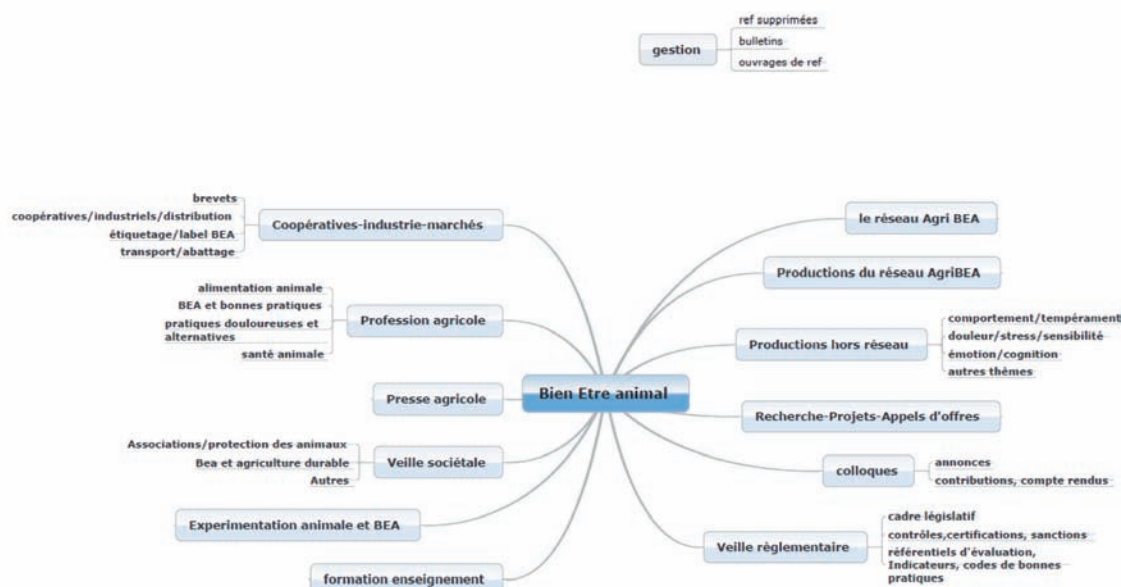 gestion
ref supprimées
bulletins
ouvrages de ref
Coopératives-industrie-marchés
brevets
coopératives/industriels/distribution
étiquetage/label BEA
transport/abattage
Profession agricole
alimentation animale
BEA et bonnes pratiques
pratiques douloureuses et
alternatives
santé animale
Presse agricole
Veille sociétale
Associations/protection des animaux
Bea et agriculture durable
Autres
Experimentation animale et BEA
formation enseignement
Bien Etre animal
le réseau Agri BEA
Productions du réseau AgriBEA
Productions hors réseau
comportement/tempérament
douleur/stress/sensibilité
émotion/cognition
autres thèmes
Recherche-Projets-Appels d'offres
colloques
annonces
contributions, compte rendus
Veille règlementaire
cadre législatif
contrôles,certifications, sanctions
référentiels d'évaluation,
Indicateurs, codes de bonnes
pratiques